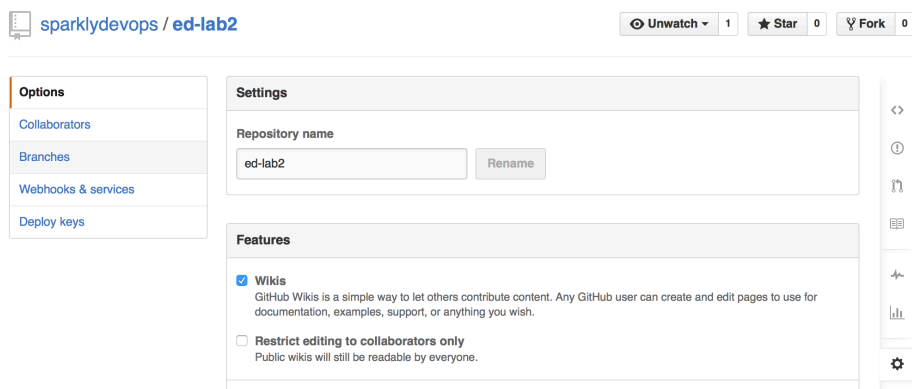 sparklydevops / ed-lab2
Unwatch 1 Star 0 Fork 0
Options
Collaborators
Branches
Webhooks & services
Deploy keys
Settings
Repository name
ed-lab2 Rename
Features
Wikis
GitHub Wikis is a simple way to let others contribute content. Any GitHub user can create and edit pages to use for
documentation, examples, support, or anything you wish.
Restrict editing to collaborators only
Public wikis will still be readable by everyone.